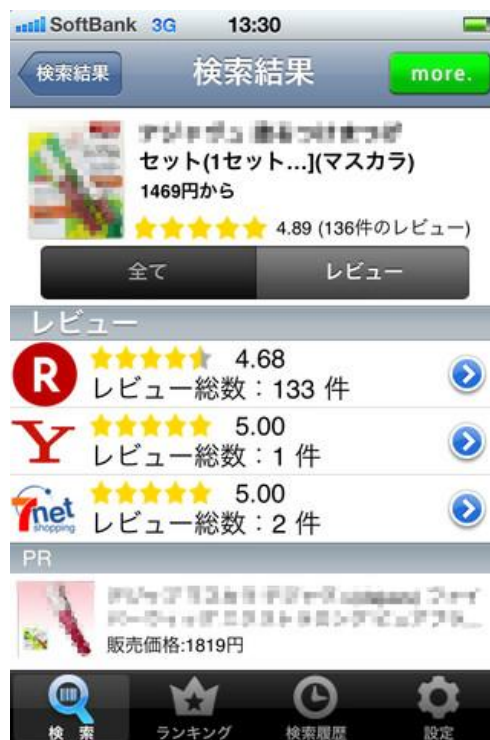 SoftBank 3G 13:30
検索結果 検索結果 more.
セット(1セット...](マスカラ)
1469円から
4.89 (136件のレビュー)
全て レビュー
レビュー
R 4.68
レビュー総数：133 件
Y 5.00
レビュー総数：1 件
7net shopping 5.00
レビュー総数：2 件
PR
販売価格:1819円
検 索 ランキング 検索履歴 設定